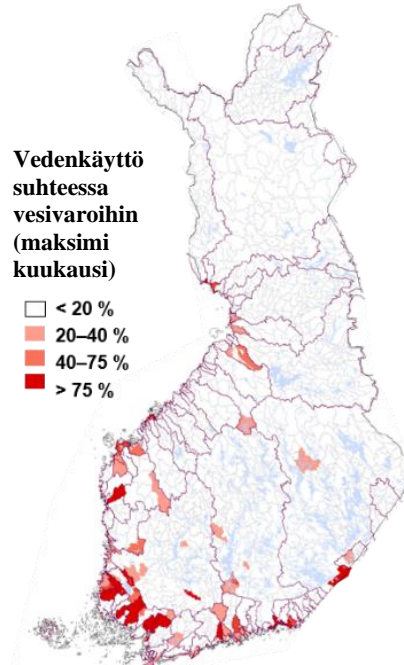 Vedenkäyttö
suhteessa
vesivaroihin
(maksimi
kuukausi)
< 20 %
20–40 %
40–75 %
> 75 %